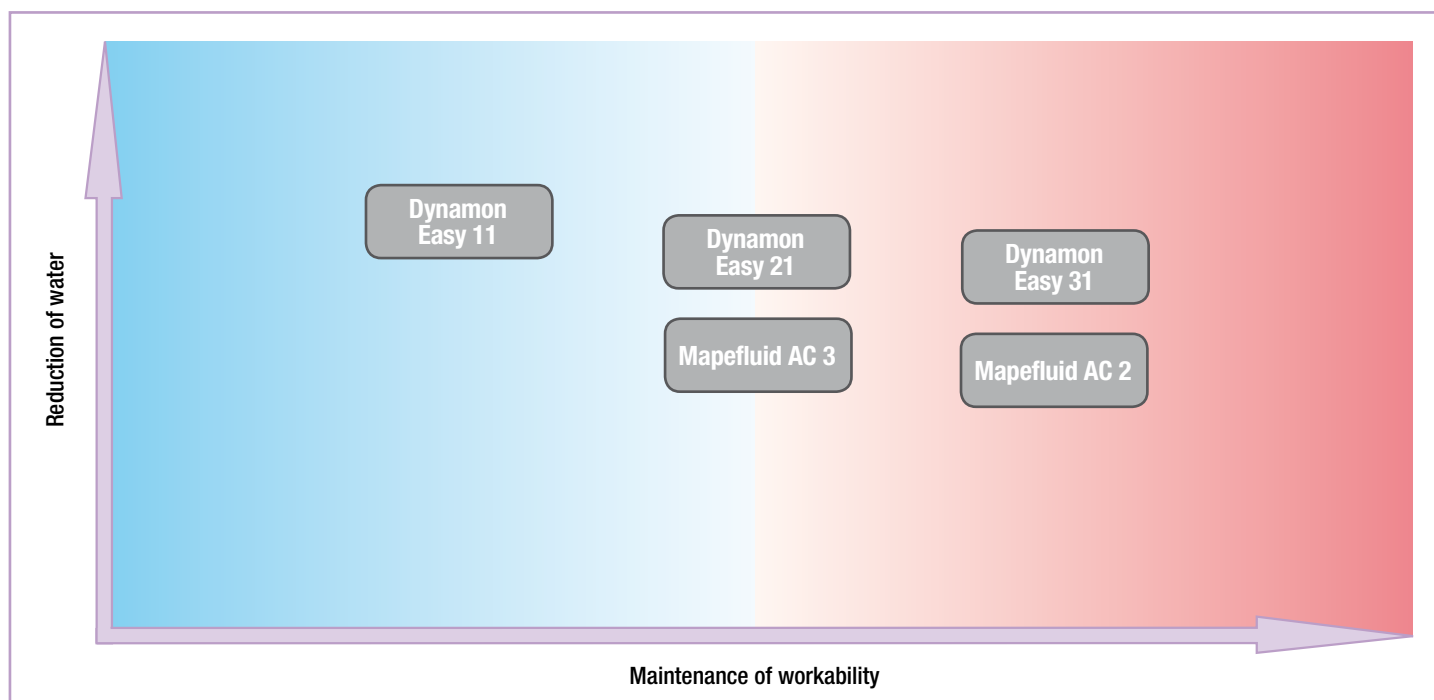 Reduction of water
Dynamon
Easy 11
Dynamon
Easy 21
Dynamon
Easy 31
Mapefluid AC 3
Mapefluid AC 2
Maintenance of workability